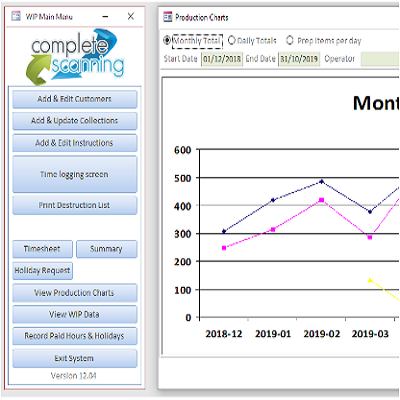 WIP Main Menu
complete
scanning
Add & Edit Customers
Add & Update Collections
Add & Edit Instructions
Time logging screen
Print Destruction List
Timesheet
Summary
Holiday Request
View Production Charts
View WIP Data
Record Paid Hours & Holidays
Exit System
Version 12.04
Production Charts
Monthly Total Daily Totals Prep items per day
Start Date 01/12/2018 End Date 31/10/2019 Operator
Mont
600
500
400
300
200
100
0
2018-12 2019-01 2019-02 2019-03